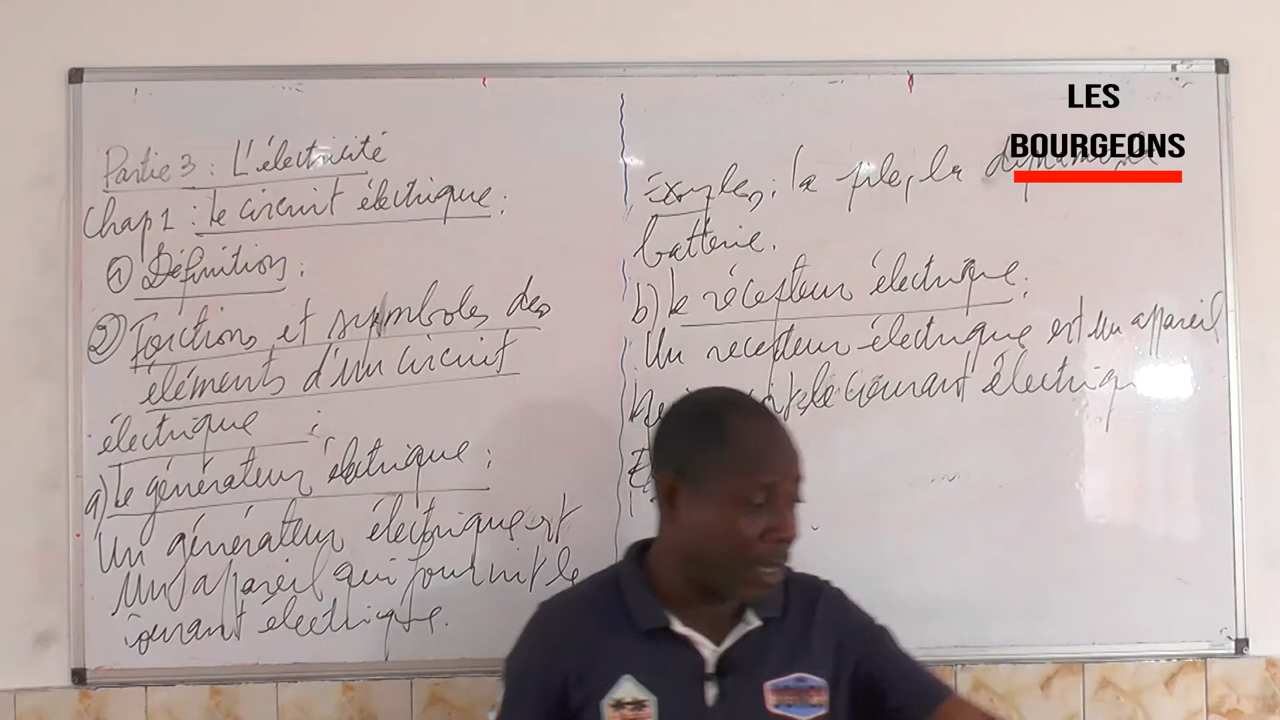 Partie 3 : L'électricité
Chap 1 : Le circuit électrique :
① Définition :
② Fonctions et symboles des
éléments d'un circuit
électrique :
a) Le générateur électrique :
Un générateur électrique est
un appareil qui fournit le
courant électrique.
Exemples : la pile, la
batterie.
b) Le récepteur électrique :
Un récepteur électrique est un appareil
le courant électrique
LES
BOURGEONS